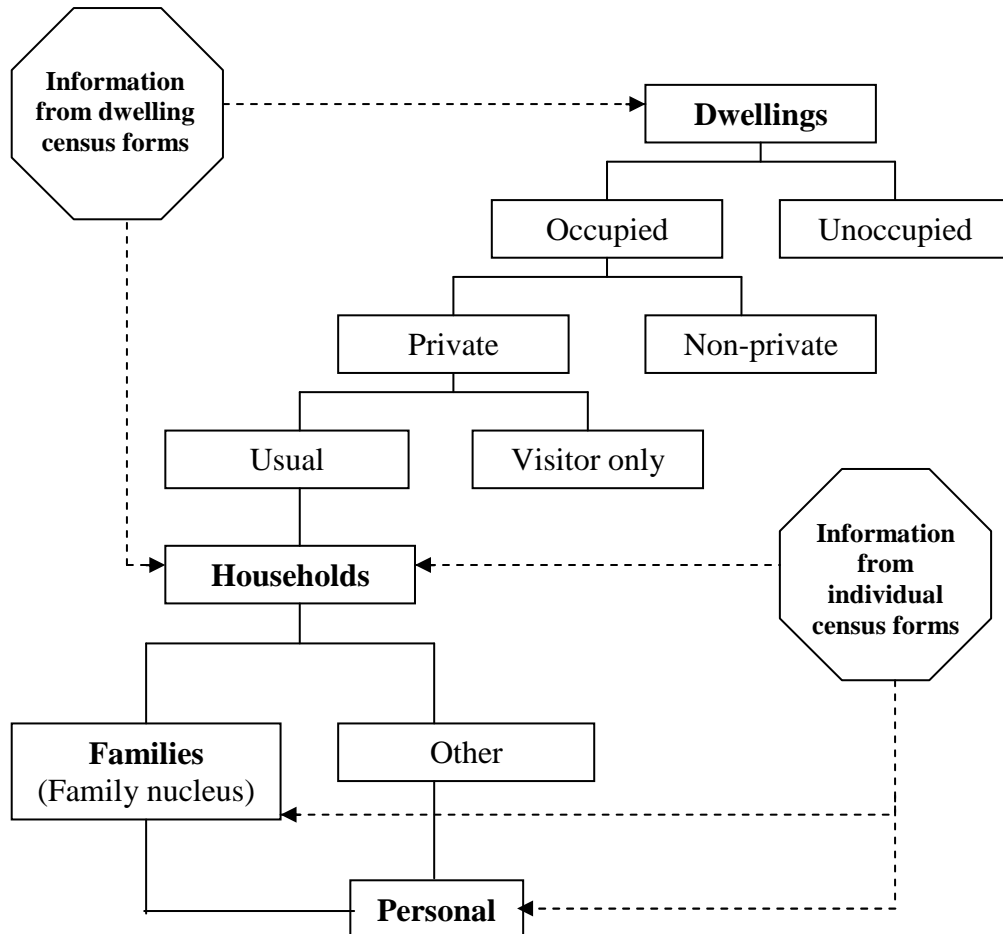 Information
from dwelling
census forms
Dwellings
Occupied
Unoccupied
Private
Non-private
Usual
Visitor only
Households
Information
from
individual
census forms
Families
(Family nucleus)
Other
Personal